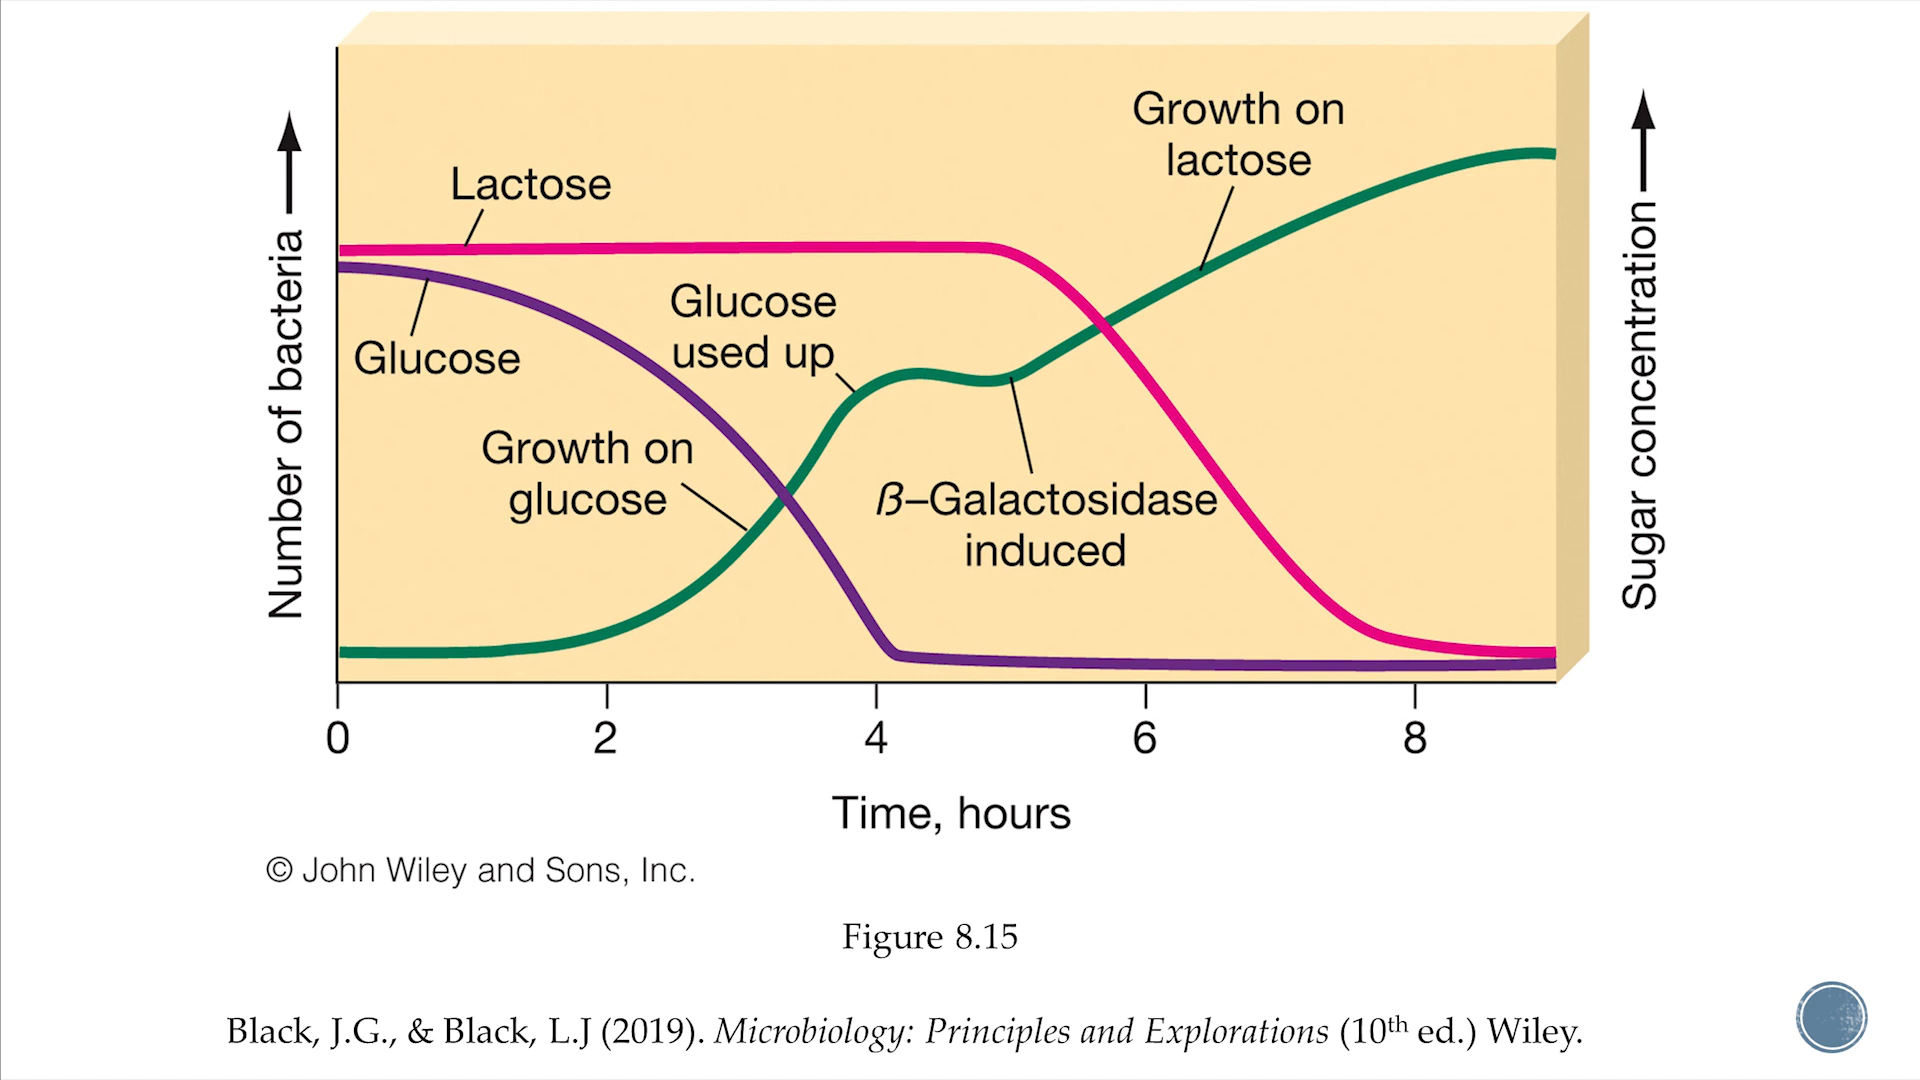 Growth on
lactose
Lactose
Glucose
used up
Glucose
Growth on
glucose
ß–Galactosidase
induced
Number of bacteria
Sugar concentration
0 2 4 6 8
Time, hours
© John Wiley and Sons, Inc.
Figure 8.15
Black, J.G., & Black, L.J (2019). Microbiology: Principles and Explorations (10th ed.) Wiley.